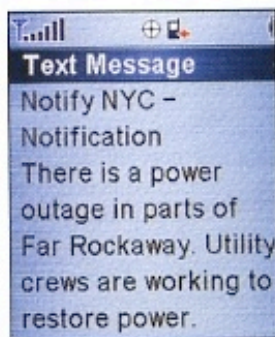 Text Message
Notify NYC –
Notification
There is a power
outage in parts of
Far Rockaway. Utility
crews are working to
restore power.